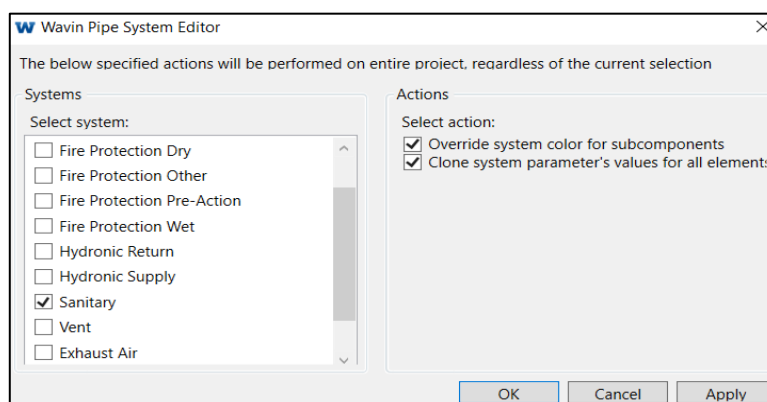 Wavin Pipe System Editor
The below specified actions will be performed on entire project, regardless of the current selection
Systems
Select system:
Fire Protection Dry
Fire Protection Other
Fire Protection Pre-Action
Fire Protection Wet
Hydronic Return
Hydronic Supply
Sanitary
Vent
Exhaust Air
Actions
Select action:
Override system color for subcomponents
Clone system parameter's values for all elements
OK
Cancel
Apply